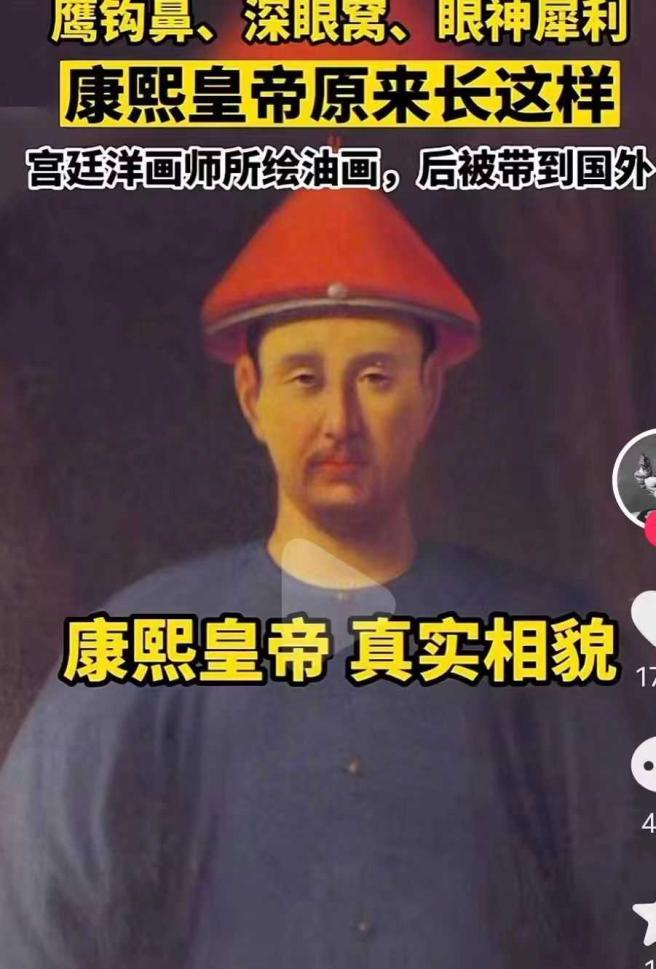 鹰钩鼻、深眼窝、眼神犀利
康熙皇帝原来长这样
宫廷洋画师所绘油画，后被带到国外
康熙皇帝 真实相貌